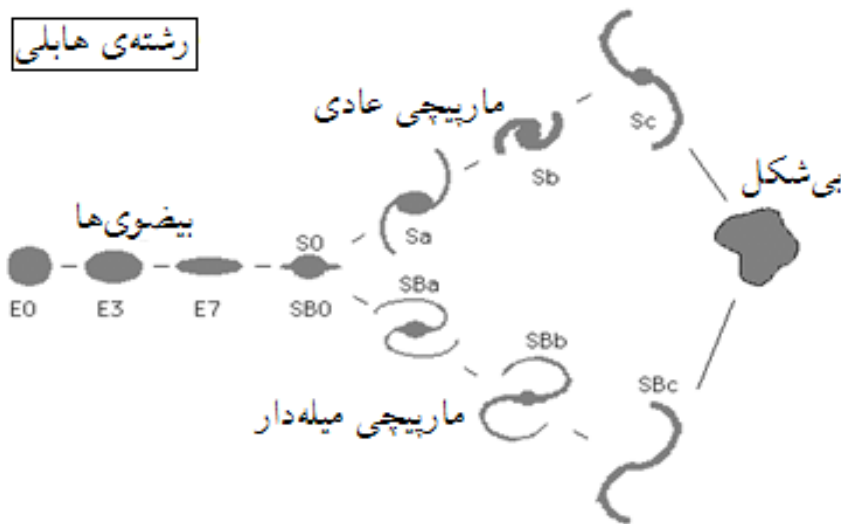 رشته‌ی هابلی
مارپیچی عادی
Sc
Sb
بی‌شکل
بیضوی‌ها
S0
Sa
E0
E3
E7
SB0
SBa
SBb
SBc
مارپیچی میله‌دار